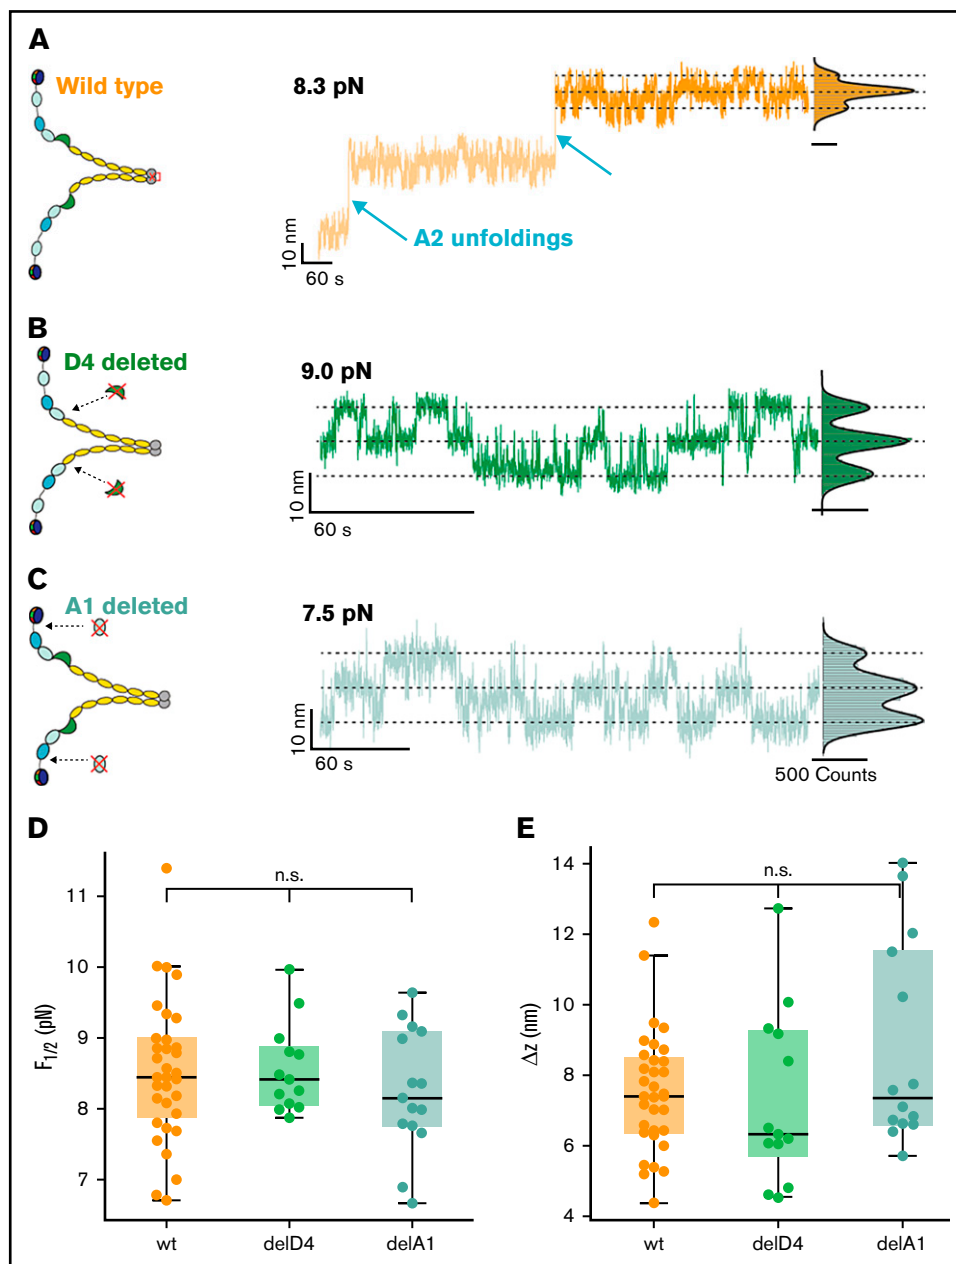 A
Wild type
8.3 pN
A2 unfoldings
10 nm
60 s
B
D4 deleted
9.0 pN
10 nm
60 s
C
A1 deleted
7.5 pN
10 nm
60 s
500 Counts
D
E
n.s.
11
10
9
8
7
F1/2 (pN)
wt
delD4
delA1
n.s.
14
12
10
8
6
4
Δz (nm)
wt
delD4
delA1